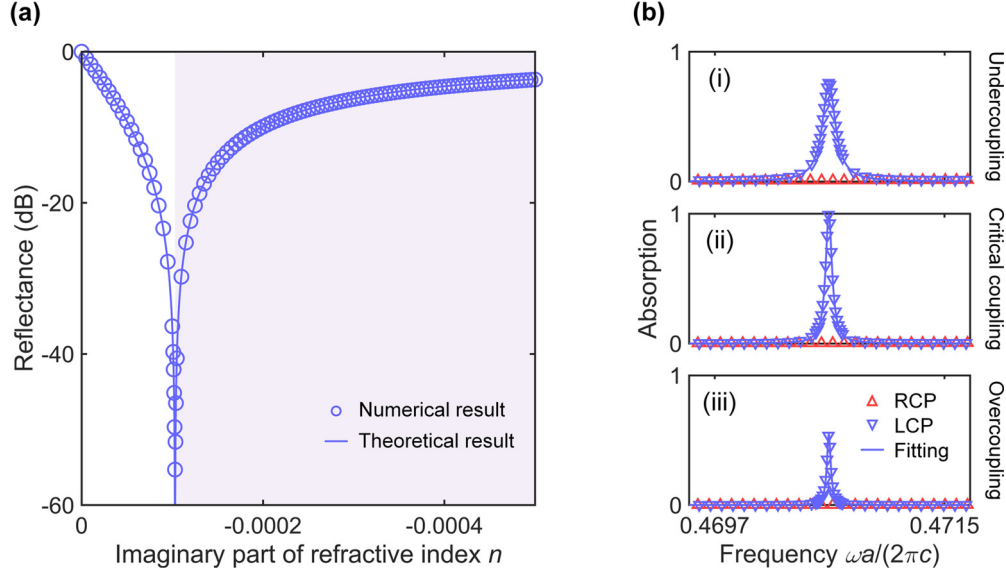 (a)
0
-20
-40
-60
Reflectance (dB)
Numerical result
Theoretical result
0
-0.0002
-0.0004
Imaginary part of refractive index n
(b)
1
(i)
0
Undercoupling
1
(ii)
0
Critical coupling
Absorption
1
(iii)
RCP
LCP
Fitting
0
Overcoupling
0.4697
0.4715
Frequency ωa/(2πc)